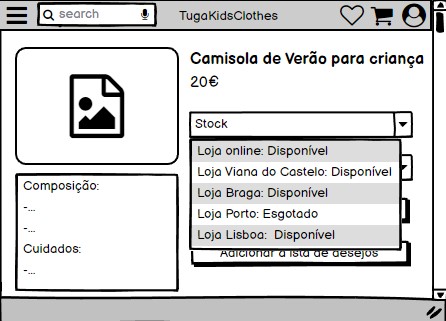 search
TugaKidsClothes
Camisola de Verão para criança
20€
Stock
Loja online: Disponível
Loja Viana do Castelo: Disponível
Loja Braga: Disponível
Loja Porto: Esgotado
Loja Lisboa: Disponível
Adicionar à lista de desejos
Composição:
-...
-...
Cuidados:
-...